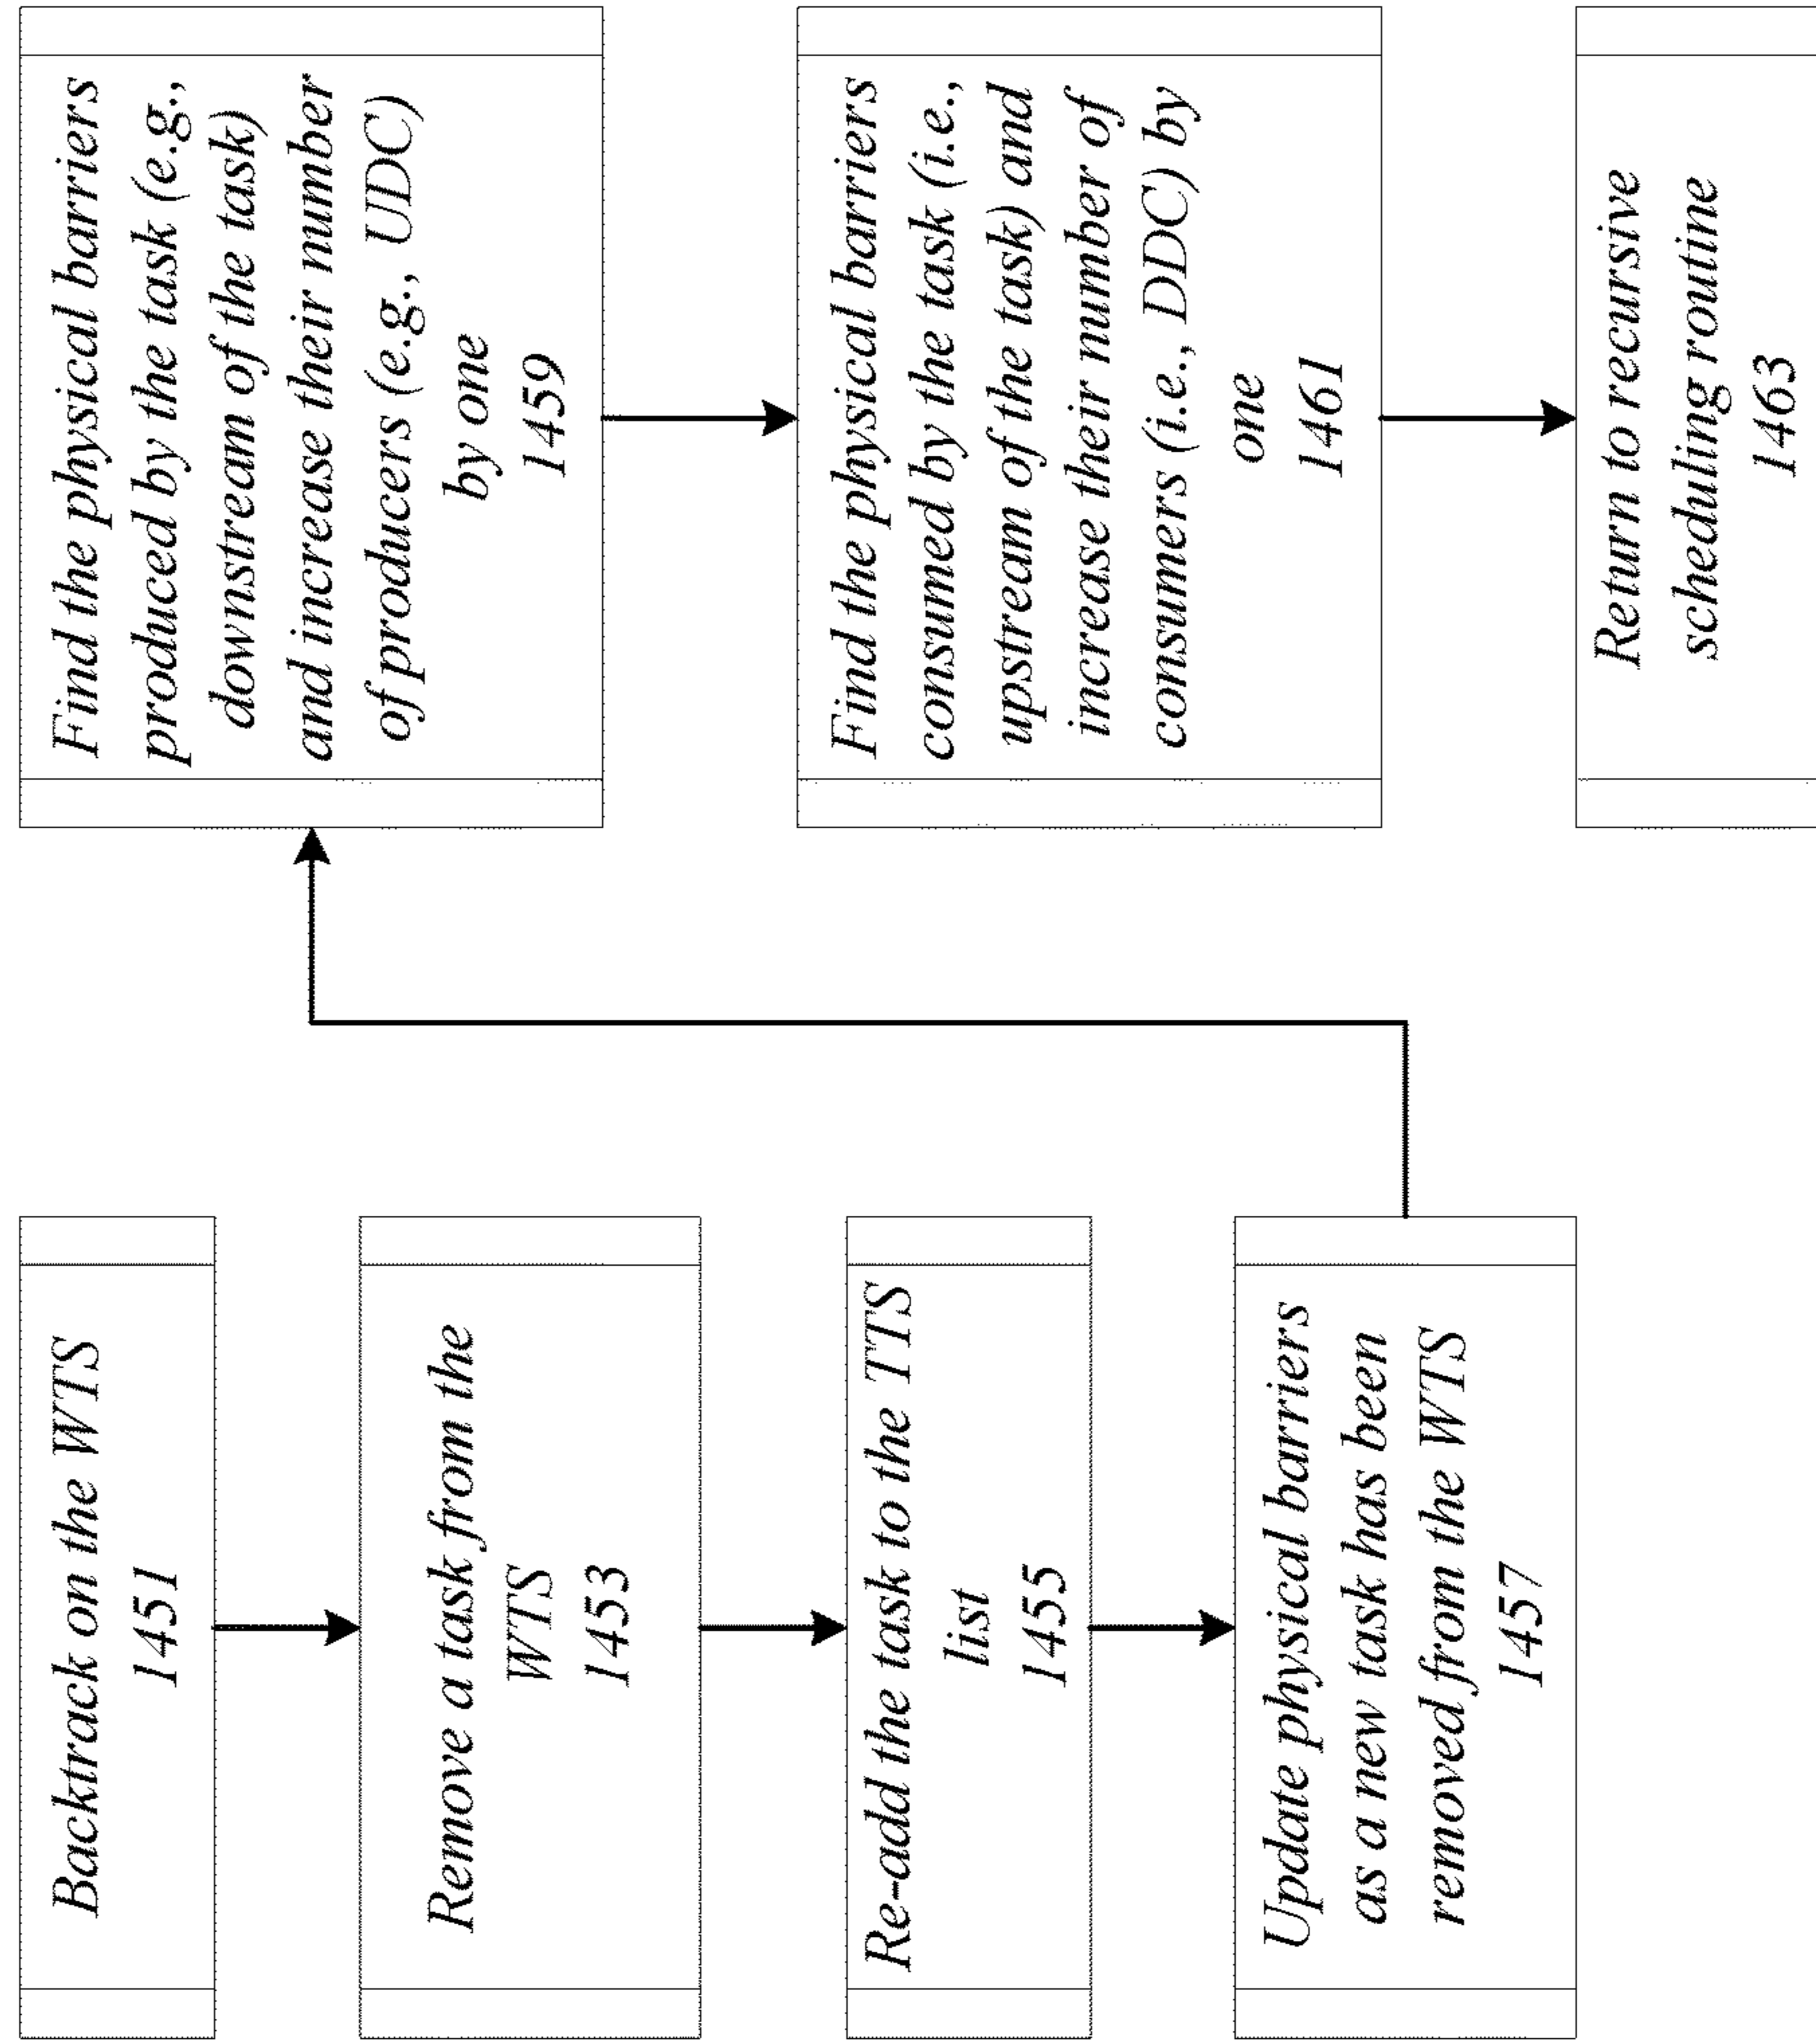 Backtrack on the WTS
1451
Remove a task from the
WTS
1453
Re-add the task to the TTS
list
1455
Update physical barriers
as a new task has been
removed from the WTS
1457
Find the physical barriers
produced by the task (e.g.,
downstream of the task)
and increase their number
of producers (e.g., UDC)
by one
1459
Find the physical barriers
consumed by the task (i.e.,
upstream of the task) and
increase their number of
consumers (i.e., DDC) by
one
1461
Return to recursive
scheduling routine
1463